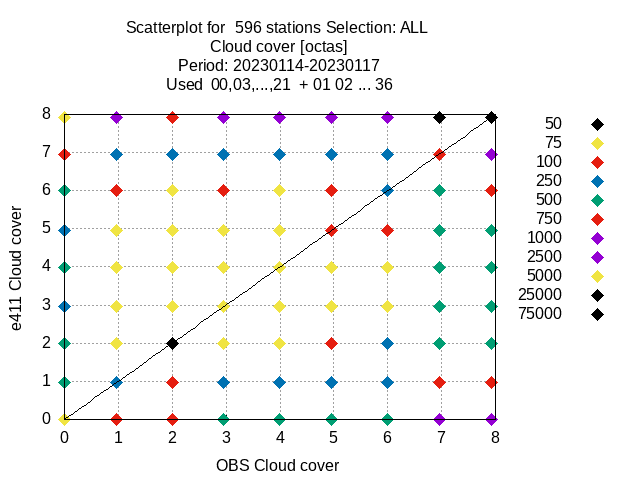 Scatterplot for  596 stations Selection: ALL
Cloud cover [octas]
Period: 20230114-20230117
Used  00,03,...,21  + 01 02 ... 36
8
7
6
5
4
3
2
1
0
e411 Cloud cover
0 1 2 3 4 5 6 7 8
OBS Cloud cover
50
75
100
250
500
750
1000
2500
5000
25000
75000